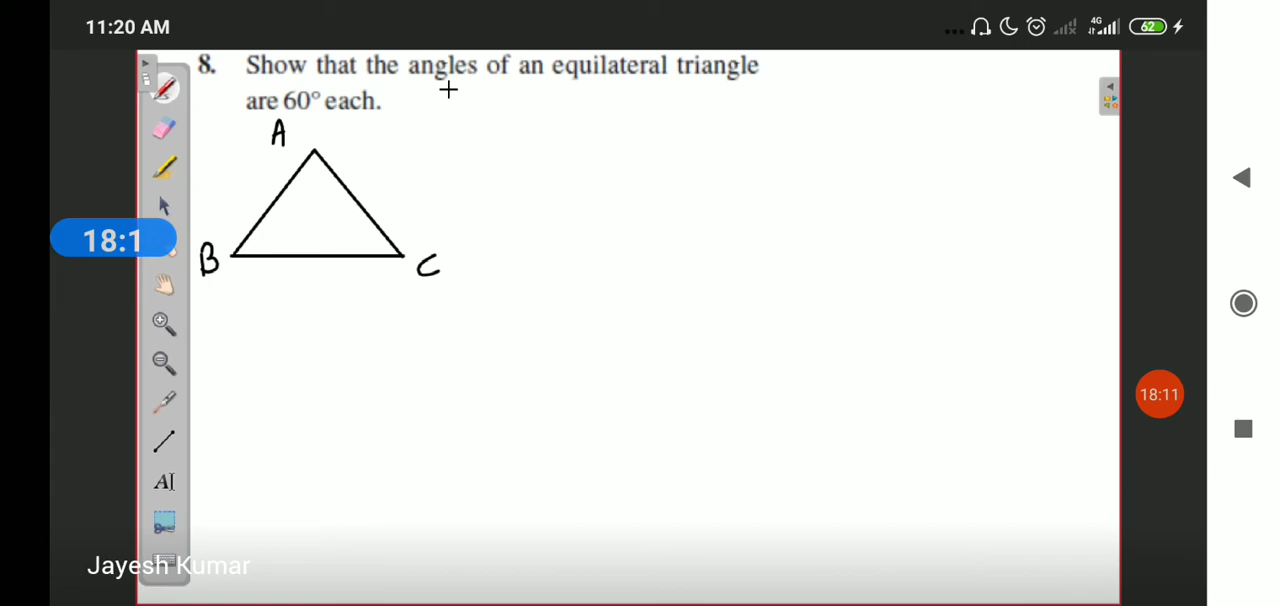 11:20 AM
4G
62
8. Show that the angles of an equilateral triangle
are 60° each.
A
18:1
B
C
18:11
AI
Jayesh Kumar